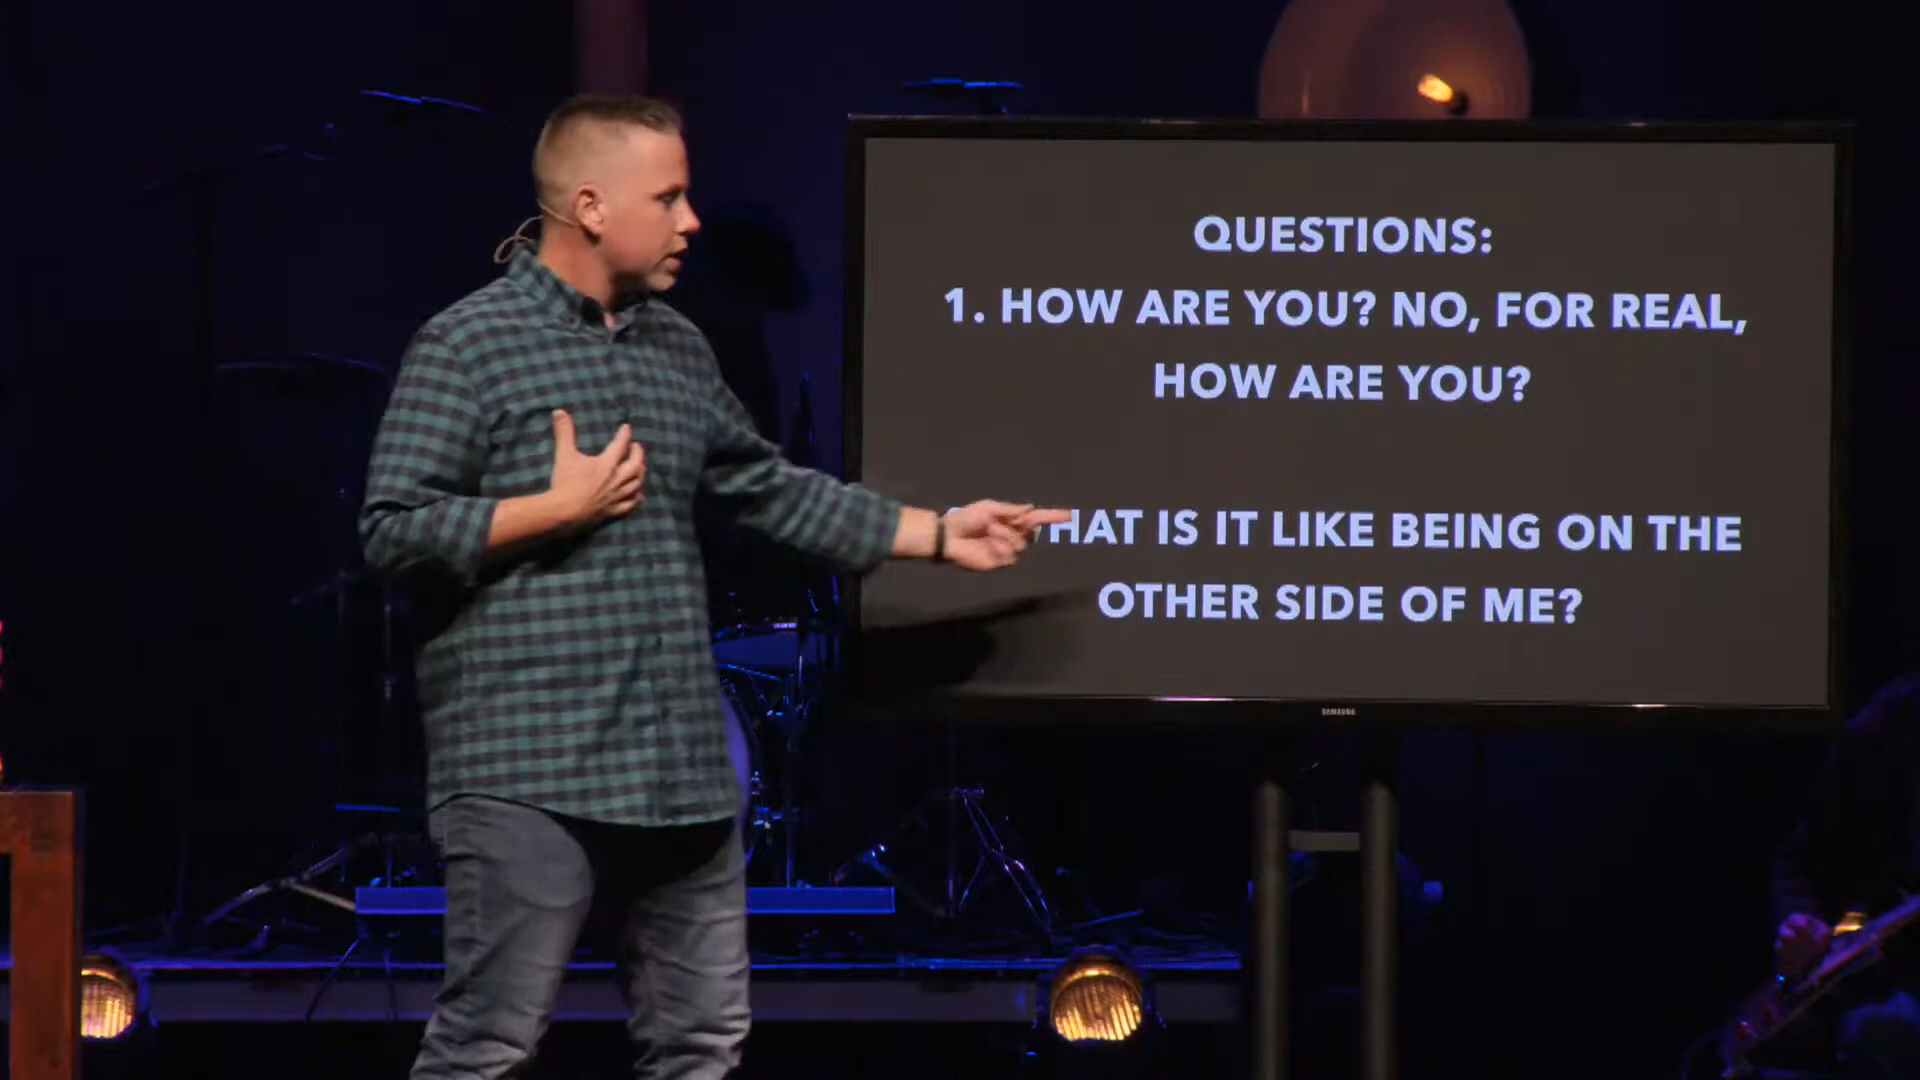 QUESTIONS:
1. HOW ARE YOU? NO, FOR REAL,
HOW ARE YOU?
IS IT LIKE BEING ON THE
OTHER SIDE OF ME?
SAMSUNG